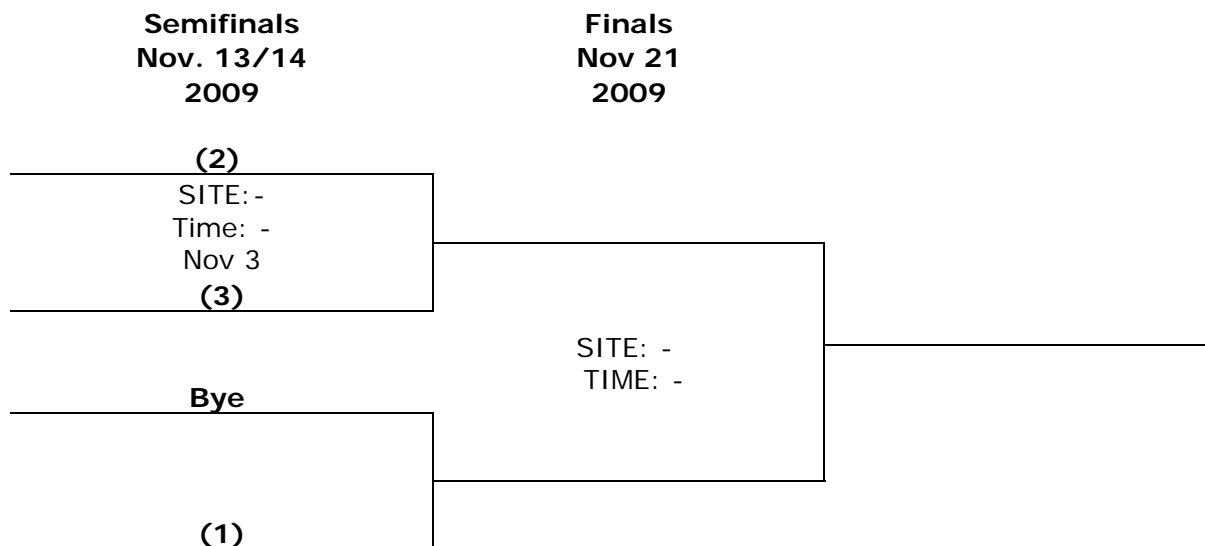 Semifinals
Nov. 13/14
2009
Finals
Nov 21
2009
(2)
SITE:-
Time: -
Nov 3
(3)
SITE: -
TIME: -
Bye
(1)